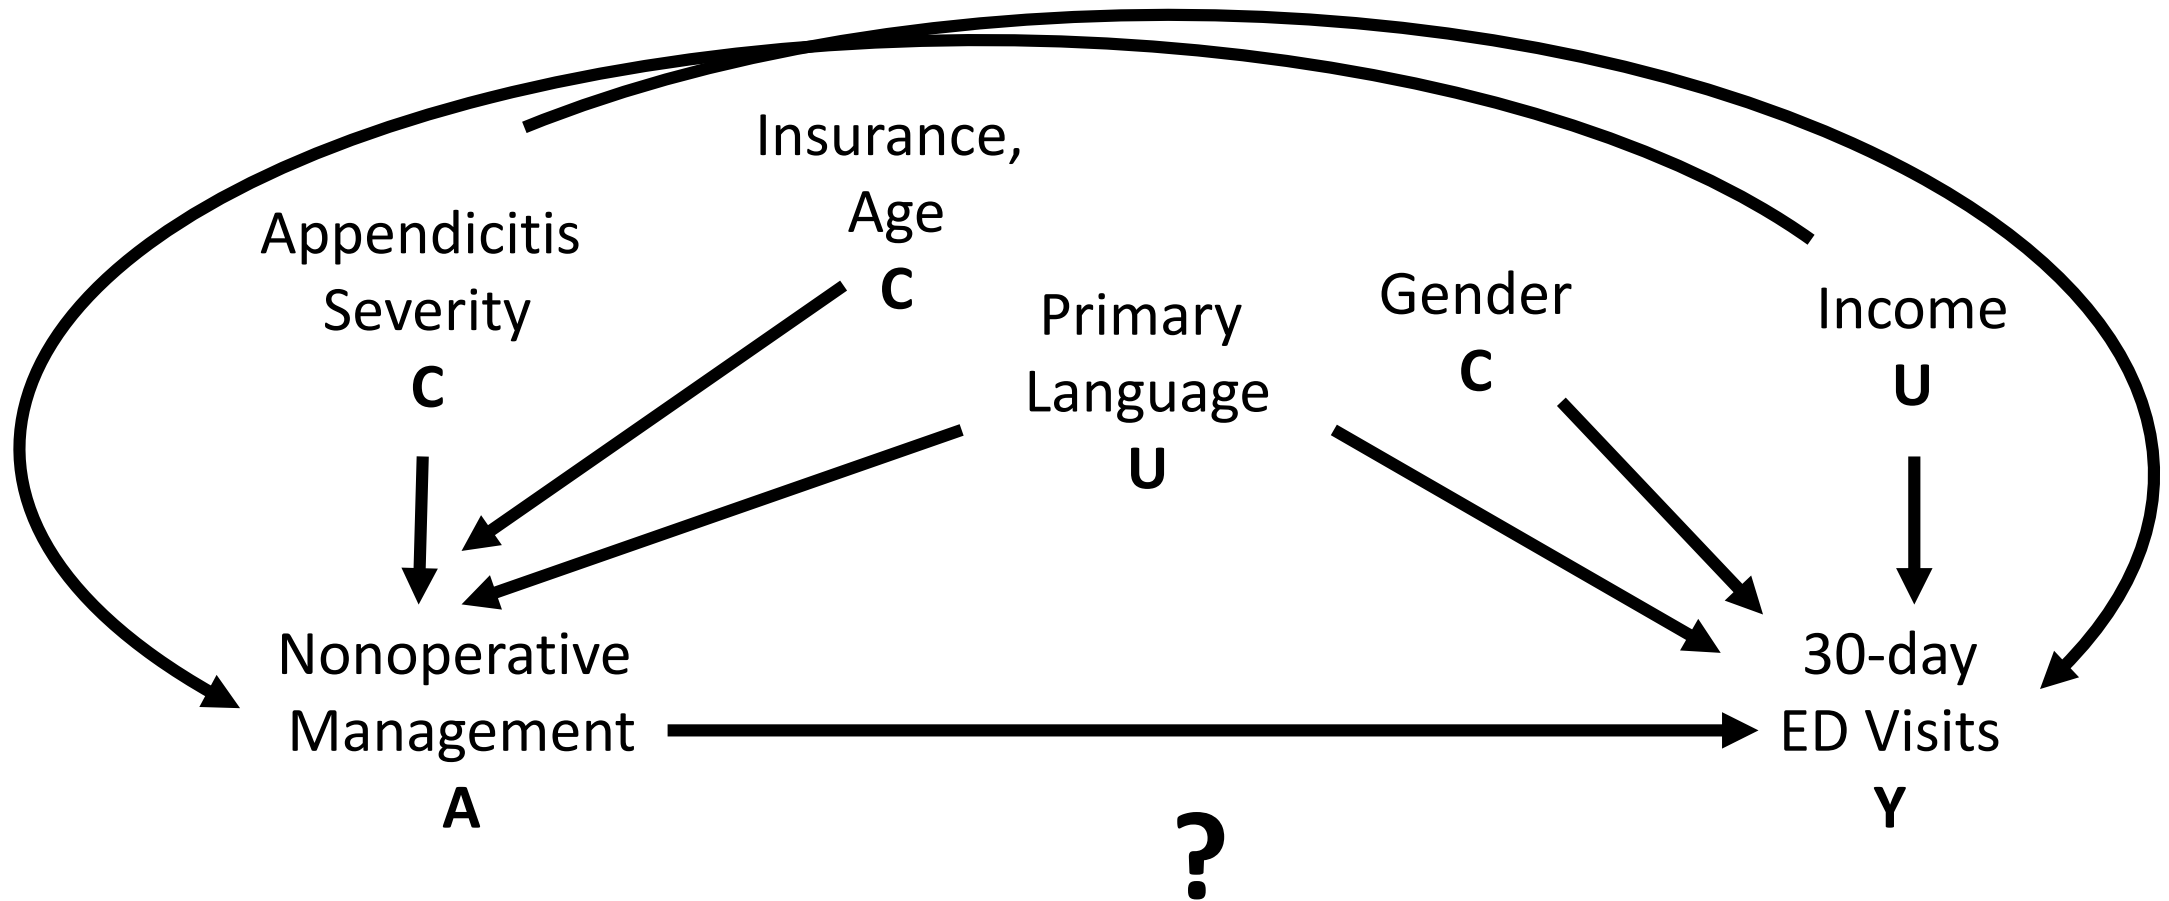 Insurance,
Age
C
Appendicitis
Severity
C
Primary
Language
U
Gender
C
Income
U
Nonoperative
Management
A
30-day
ED Visits
Y
?